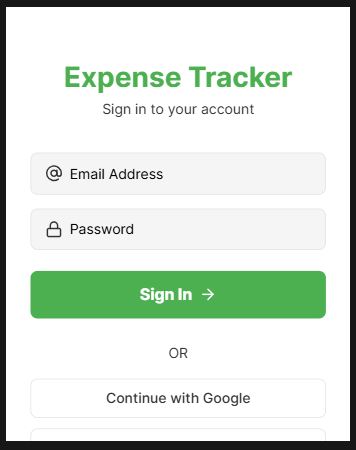 Expense Tracker
Sign in to your account
Email Address
Password
Sign In →
OR
Continue with Google